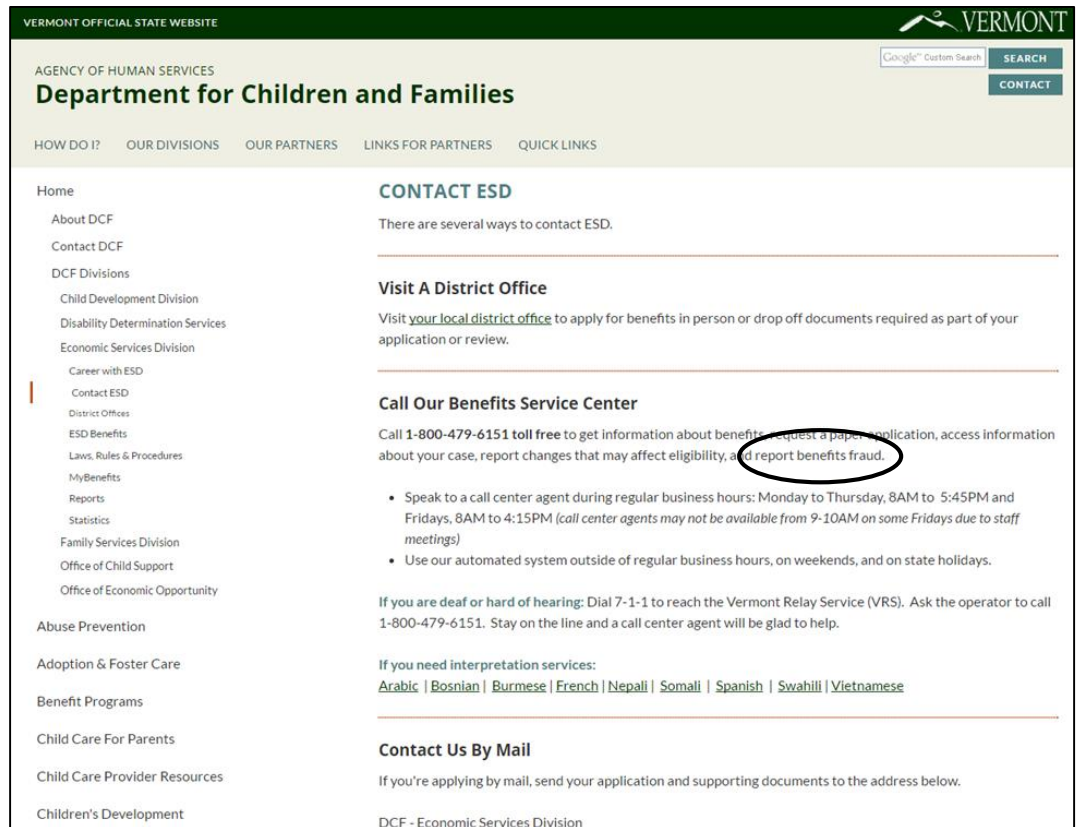 VERMONT OFFICIAL STATE WEBSITE
VERMONT
AGENCY OF HUMAN SERVICES
Department for Children and Families
Google™ Custom Search
SEARCH
CONTACT
HOW DO I?
OUR DIVISIONS
OUR PARTNERS
LINKS FOR PARTNERS
QUICK LINKS
Home
About DCF
Contact DCF
DCF Divisions
Child Development Division
Disability Determination Services
Economic Services Division
Career with ESD
Contact ESD
District Offices
ESD Benefits
Laws, Rules & Procedures
MyBenefits
Reports
Statistics
Family Services Division
Office of Child Support
Office of Economic Opportunity
Abuse Prevention
Adoption & Foster Care
Benefit Programs
Child Care For Parents
Child Care Provider Resources
Children's Development
CONTACT ESD
There are several ways to contact ESD.
Visit A District Office
Visit your local district office to apply for benefits in person or drop off documents required as part of your
application or review.
Call Our Benefits Service Center
Call 1-800-479-6151 toll free to get information about benefits, request a paper application, access information
about your case, report changes that may affect eligibility, and report benefits fraud.
• Speak to a call center agent during regular business hours: Monday to Thursday, 8AM to 5:45PM and
Fridays, 8AM to 4:15PM (call center agents may not be available from 9-10AM on some Fridays due to staff
meetings)
• Use our automated system outside of regular business hours, on weekends, and on state holidays.
If you are deaf or hard of hearing: Dial 7-1-1 to reach the Vermont Relay Service (VRS). Ask the operator to call
1-800-479-6151. Stay on the line and a call center agent will be glad to help.
If you need interpretation services:
Arabic | Bosnian | Burmese | French | Nepali | Somali | Spanish | Swahili | Vietnamese
Contact Us By Mail
If you're applying by mail, send your application and supporting documents to the address below.
DCF - Economic Services Division